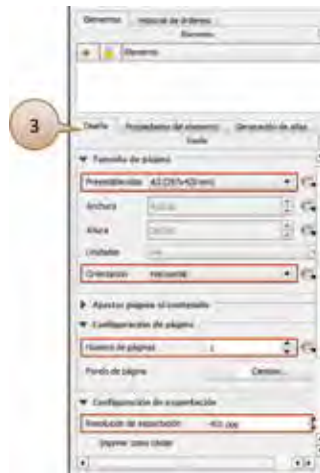 Elementos Historial de órdenes
Elementos
Elemento
3
Diseño Propiedades del elemento Generación de atlas
Diseño
Tamaño de página
Preestablecidos A3 (297x420 mm)
Anchura
Altura
Unidades
Orientación Horizontal
Ajustar página al contenido
Configuración de página
Número de páginas 1
Fondo de página Cambiar...
Configuración de exportación
Resolución de exportación ppp
Imprimir como ráster